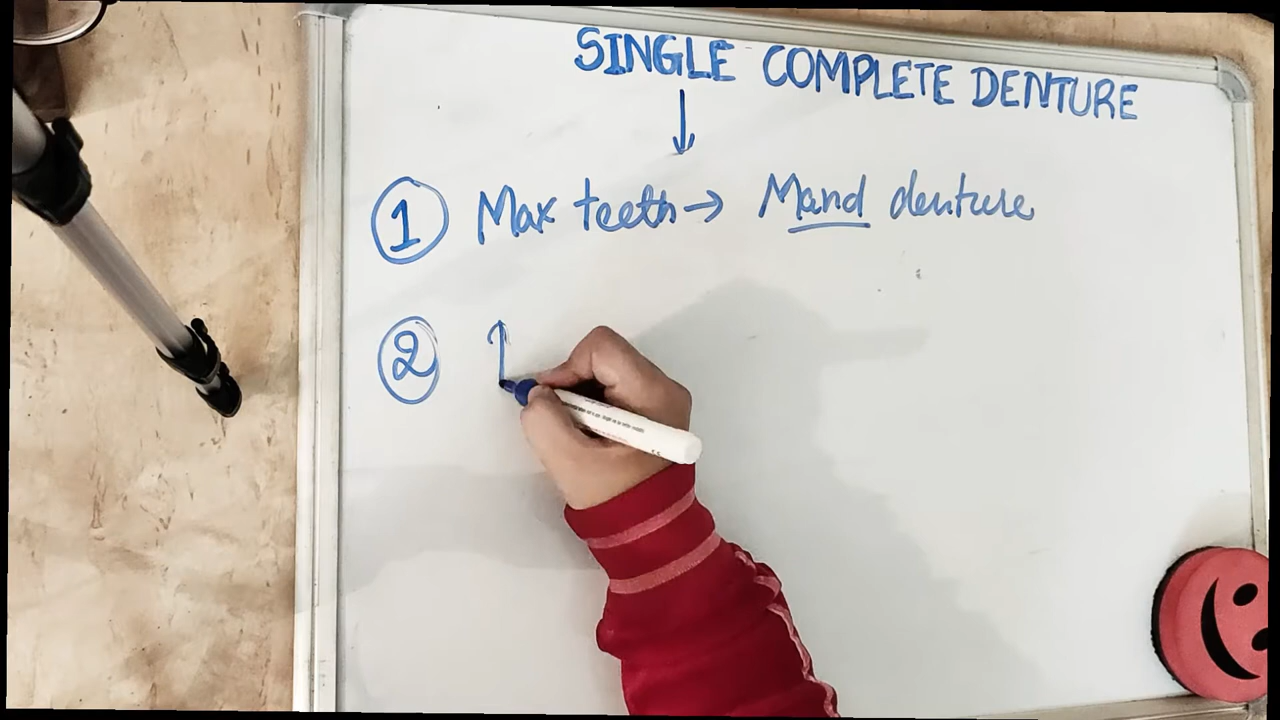 SINGLE COMPLETE DENTURE
↓
1 Max teeth → Mand denture
2